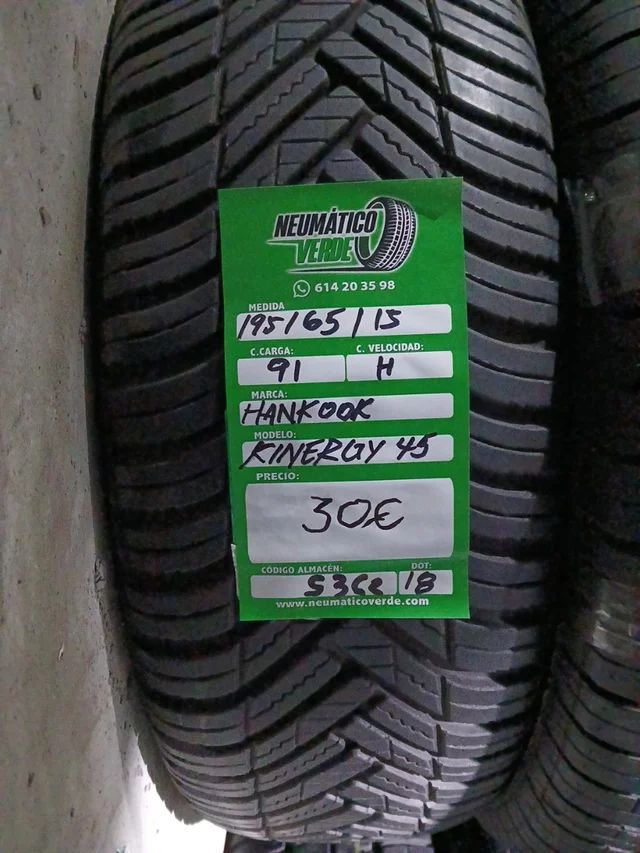 NEUMÁTICO
VERDE
614 20 35 98
MEDIDA
195/65/15
C.CARGA: C. VELOCIDAD:
91 H
MARCA:
HANKOOK
MODELO:
KINERGY 4S
PRECIO:
30€
CÓDIGO ALMACÉN: DOT:
18
www.neumaticoverde.com